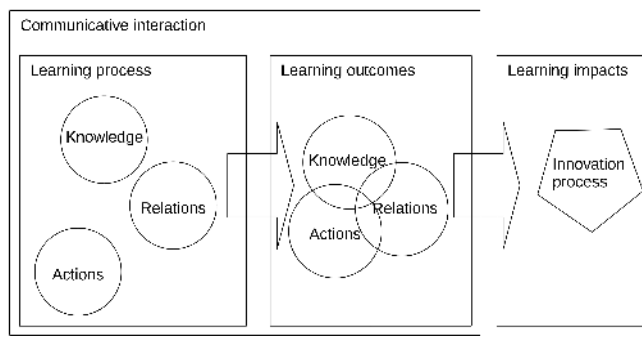 Communicative interaction
Learning process
Knowledge
Relations
Actions
Learning outcomes
Knowledge
Relations
Actions
Learning impacts
Innovation
process